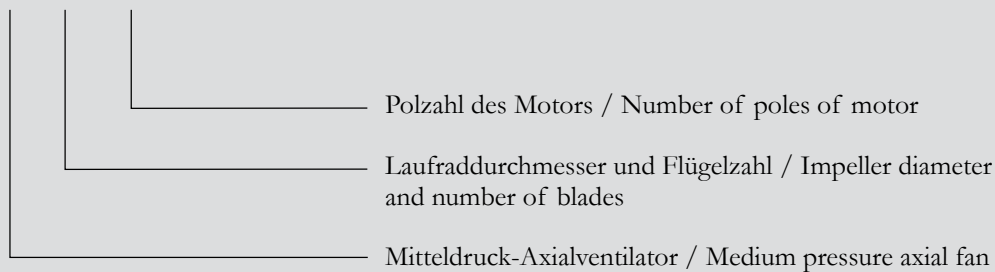 Polzahl des Motors / Number of poles of motor
Laufraddurchmesser und Flügelzahl / Impeller diameter
and number of blades
Mitteldruck-Axialventilator / Medium pressure axial fan